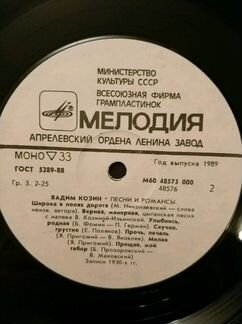 МИНИСТЕРСТВО
КУЛЬТУРЫ СССР
ВСЕСОЮЗНАЯ ФИРМА
ГРАМПЛАСТИНОК
МЕЛОДИЯ
АПРЕЛЕВСКИЙ ОРДЕНА ЛЕНИНА ЗАВОД
МОНО ▽ 33
Год выпуска 1989
ГОСТ 5289-88
М60 48575 000
Гр. 3. 2-25
48576
2
ВАДИМ КОЗИН • ПЕСНИ И РОМАНСЫ
Широка в полях дорога (М. Николаевский — слова
неизв. автора). Верная, манерная, цыганская песня
с напева В. Козиной-Ильинской. Улыбнись,
родная (Б. Фомин — П. Герман). Скучно,
грустно (Е. Поляков). Прочь, печаль
(Я. Пригожий — В. Яковлев). Милая
(Я. Пригожий). Прощай, мой
табор (Б. Прозоровский —
В. Маковский).
Записи 1930-х гг.